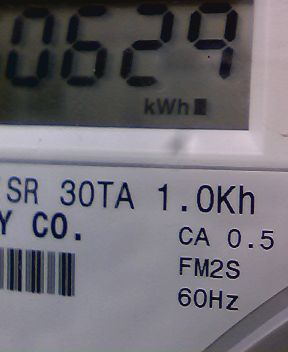 0629
kWh
SR 30TA 1.0Kh
Y CO.
CA 0.5
FM2S
60Hz